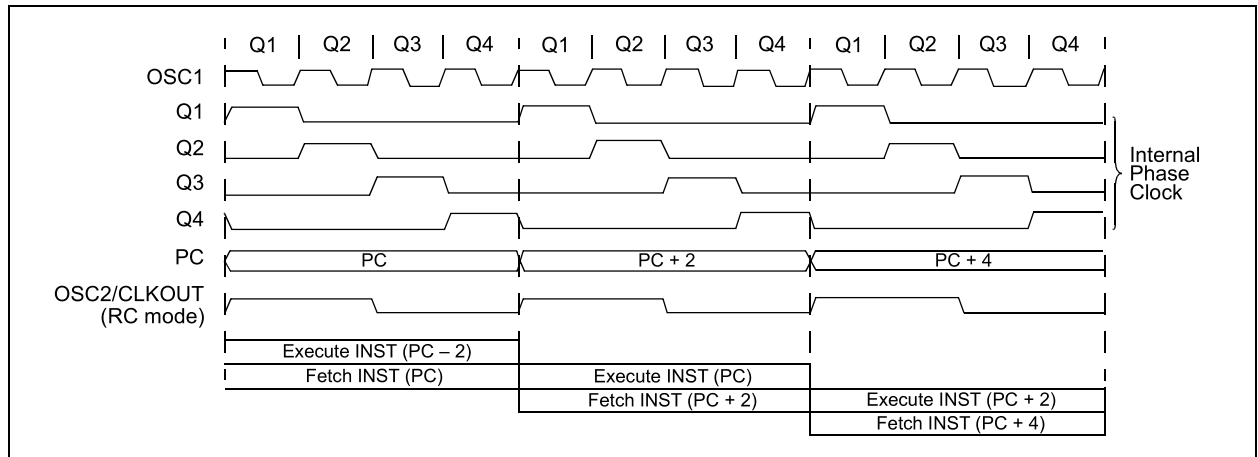 Q1 Q2 Q3 Q4 Q1 Q2 Q3 Q4 Q1 Q2 Q3 Q4
OSC1
Q1
Q2
Q3
Q4
Internal
Phase
Clock
PC PC PC + 2 PC + 4
OSC2/CLKOUT
(RC mode)
Execute INST (PC – 2)
Fetch INST (PC) Execute INST (PC)
Fetch INST (PC + 2) Execute INST (PC + 2)
Fetch INST (PC + 4)